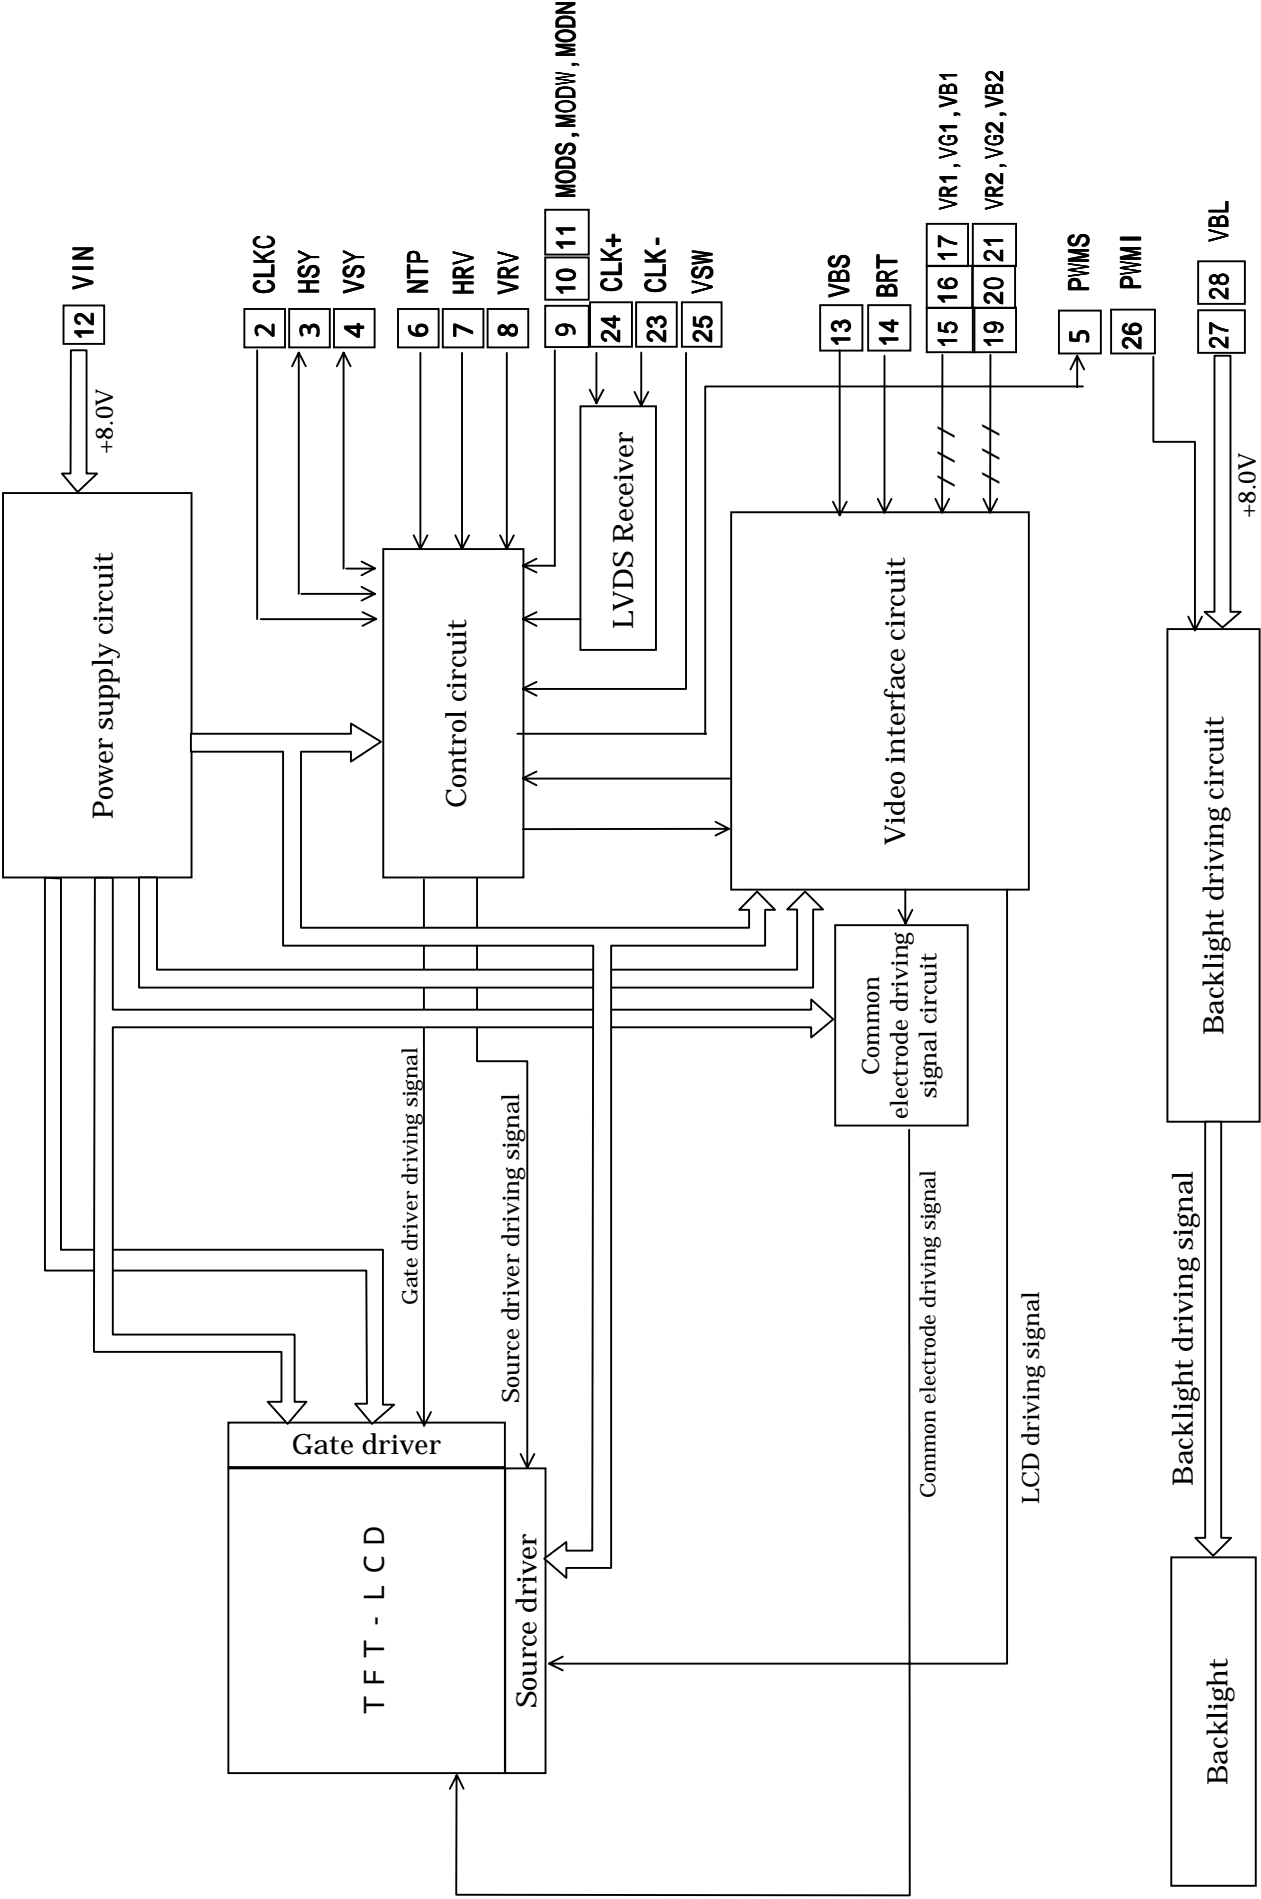 VIN
12
+8.0V
Power supply circuit
CLKC
2
HSY
3
VSY
4
NTP
6
HRV
7
VRV
8
MODS,MODW,MODN
9 10 11
CLK+
24
CLK-
23
VSW
25
LVDS Receiver
Control circuit
VBS
13
BRT
14
VR1,VG1,VB1
15 16 17
VR2,VG2,VB2
19 20 21
Video interface circuit
PWMS
5
PWMI
26
VBL
27 28
+8.0V
Backlight driving circuit
Common
electrode driving
signal circuit
Gate driver driving signal
Source driver driving signal
Common electrode driving signal
LCD driving signal
Backlight driving signal
Gate driver
TFT-LCD
Source driver
Backlight